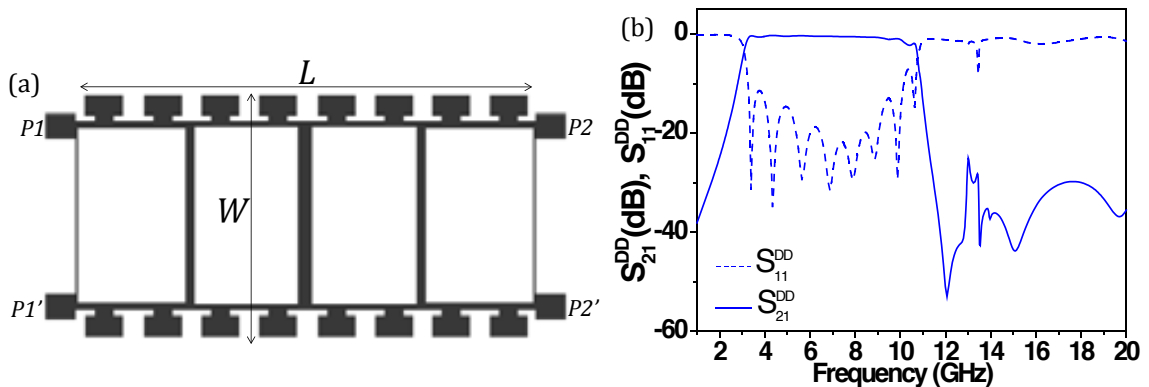 (a)
L
W
P1
P2
P1’
P2’
(b)
S₂₁ᴰᴰ(dB), S₁₁ᴰᴰ(dB)
0
-20
-40
-60
S₁₁ᴰᴰ
S₂₁ᴰᴰ
2 4 6 8 10 12 14 16 18 20
Frequency (GHz)